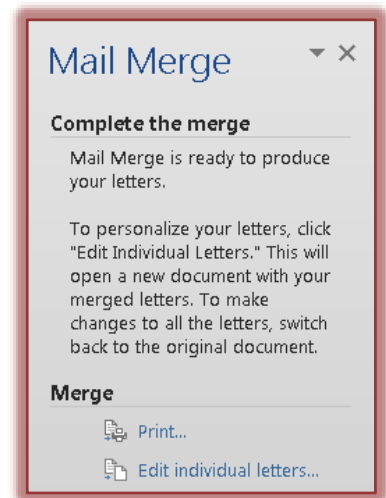 Mail Merge
Complete the merge
Mail Merge is ready to produce
your letters.
To personalize your letters, click
"Edit Individual Letters." This will
open a new document with your
merged letters. To make
changes to all the letters, switch
back to the original document.
Merge
Print...
Edit individual letters...